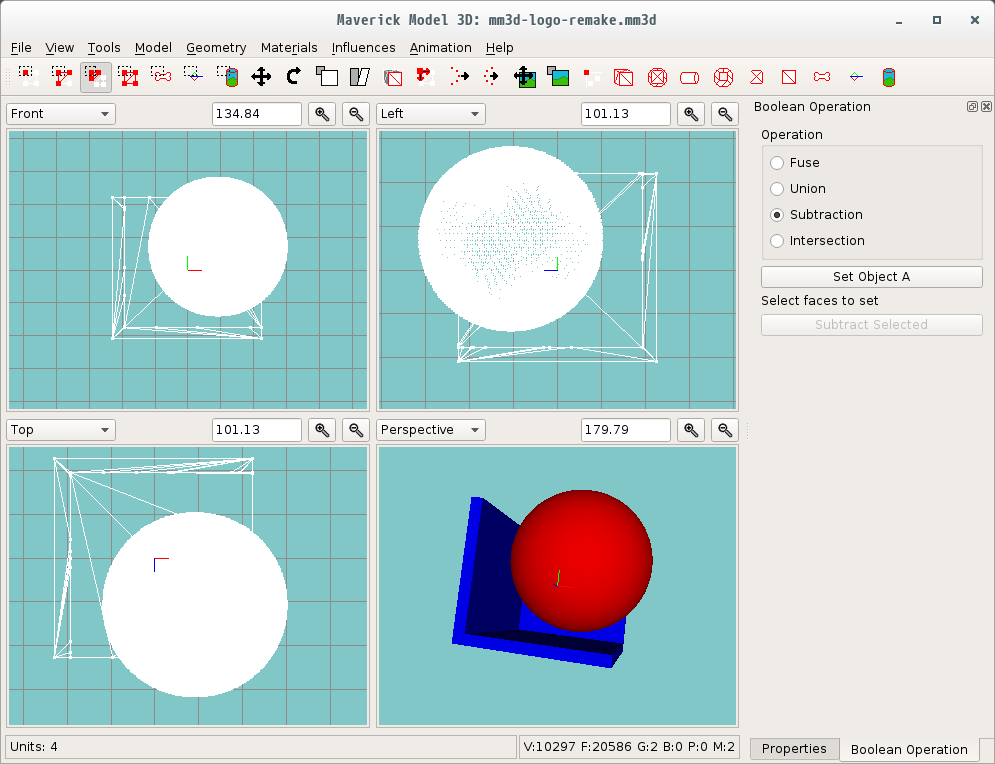 Maverick Model 3D: mm3d-logo-remake.mm3d
File View Tools Model Geometry Materials Influences Animation Help
Front 134.84
Left 101.13
Boolean Operation
Operation
Fuse
Union
Subtraction
Intersection
Set Object A
Select faces to set
Subtract Selected
Top 101.13
Perspective 179.79
Units: 4
V:10297 F:20586 G:2 B:0 P:0 M:2
Properties
Boolean Operation